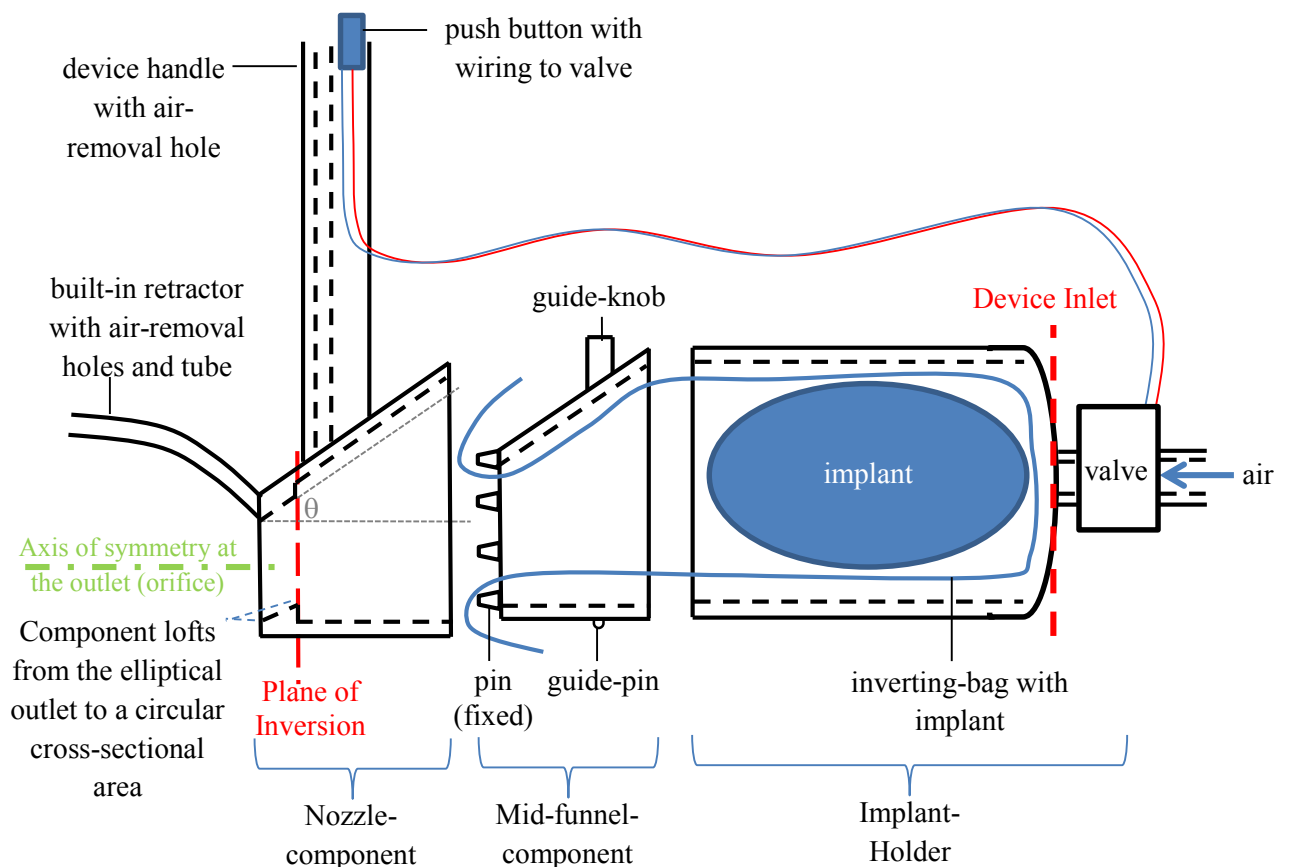 push button with
wiring to valve
device handle
with air-
removal hole
built-in retractor
with air-removal
holes and tube
guide-knob
Device Inlet
implant
valve
air
θ
Axis of symmetry at
the outlet (orifice)
Component lofts
from the elliptical
outlet to a circular
cross-sectional
area
Plane of
Inversion
pin
(fixed)
guide-pin
inverting-bag with
implant
Nozzle-
component
Mid-funnel-
component
Implant-
Holder